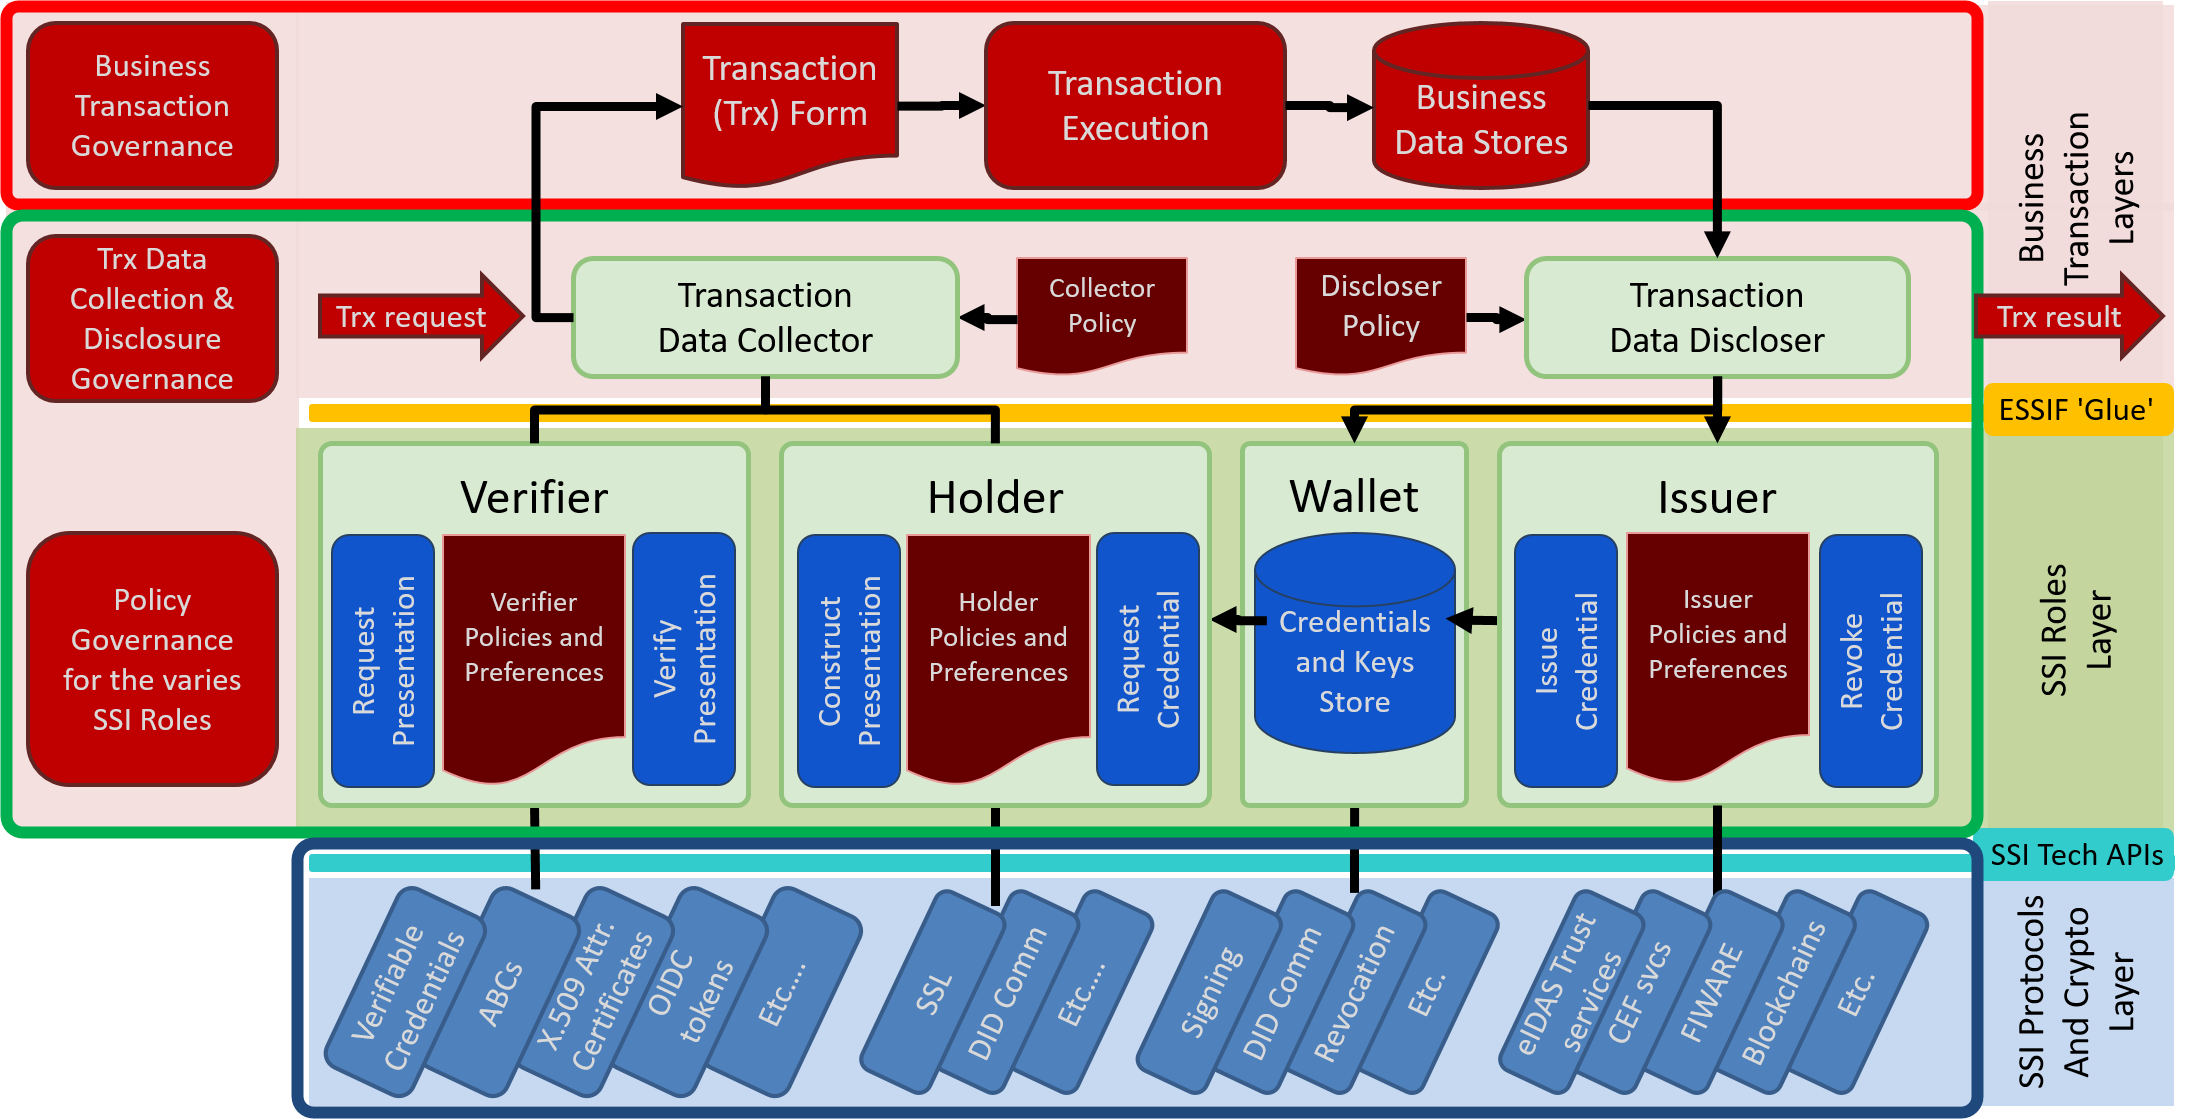 Business
Transaction
Governance
Transaction
(Trx) Form
Transaction
Execution
Business
Data Stores
Business
Transaction
Layers
Trx Data
Collection &
Disclosure
Governance
Trx request
Transaction
Data Collector
Collector
Policy
Discloser
Policy
Transaction
Data Discloser
Trx result
ESSIF 'Glue'
Policy
Governance
for the varies
SSI Roles
Verifier
Request
Presentation
Verifier
Policies and
Preferences
Verify
Presentation
Holder
Construct
Presentation
Holder
Policies and
Preferences
Request
Credential
Wallet
Credentials
and Keys
Store
Issuer
Issue
Credential
Issuer
Policies and
Preferences
Revoke
Credential
SSI Roles
Layer
SSI Tech APIs
Verifiable
Credentials
ABCs
X.509 Attr.
Certificates
OIDC
tokens
Etc....
SSL
DID Comm
Etc....
Signing
DID Comm
Revocation
Etc.
eIDAS Trust
services
CEF svcs
FIWARE
Blockchains
Etc.
SSI Protocols
And Crypto
Layer